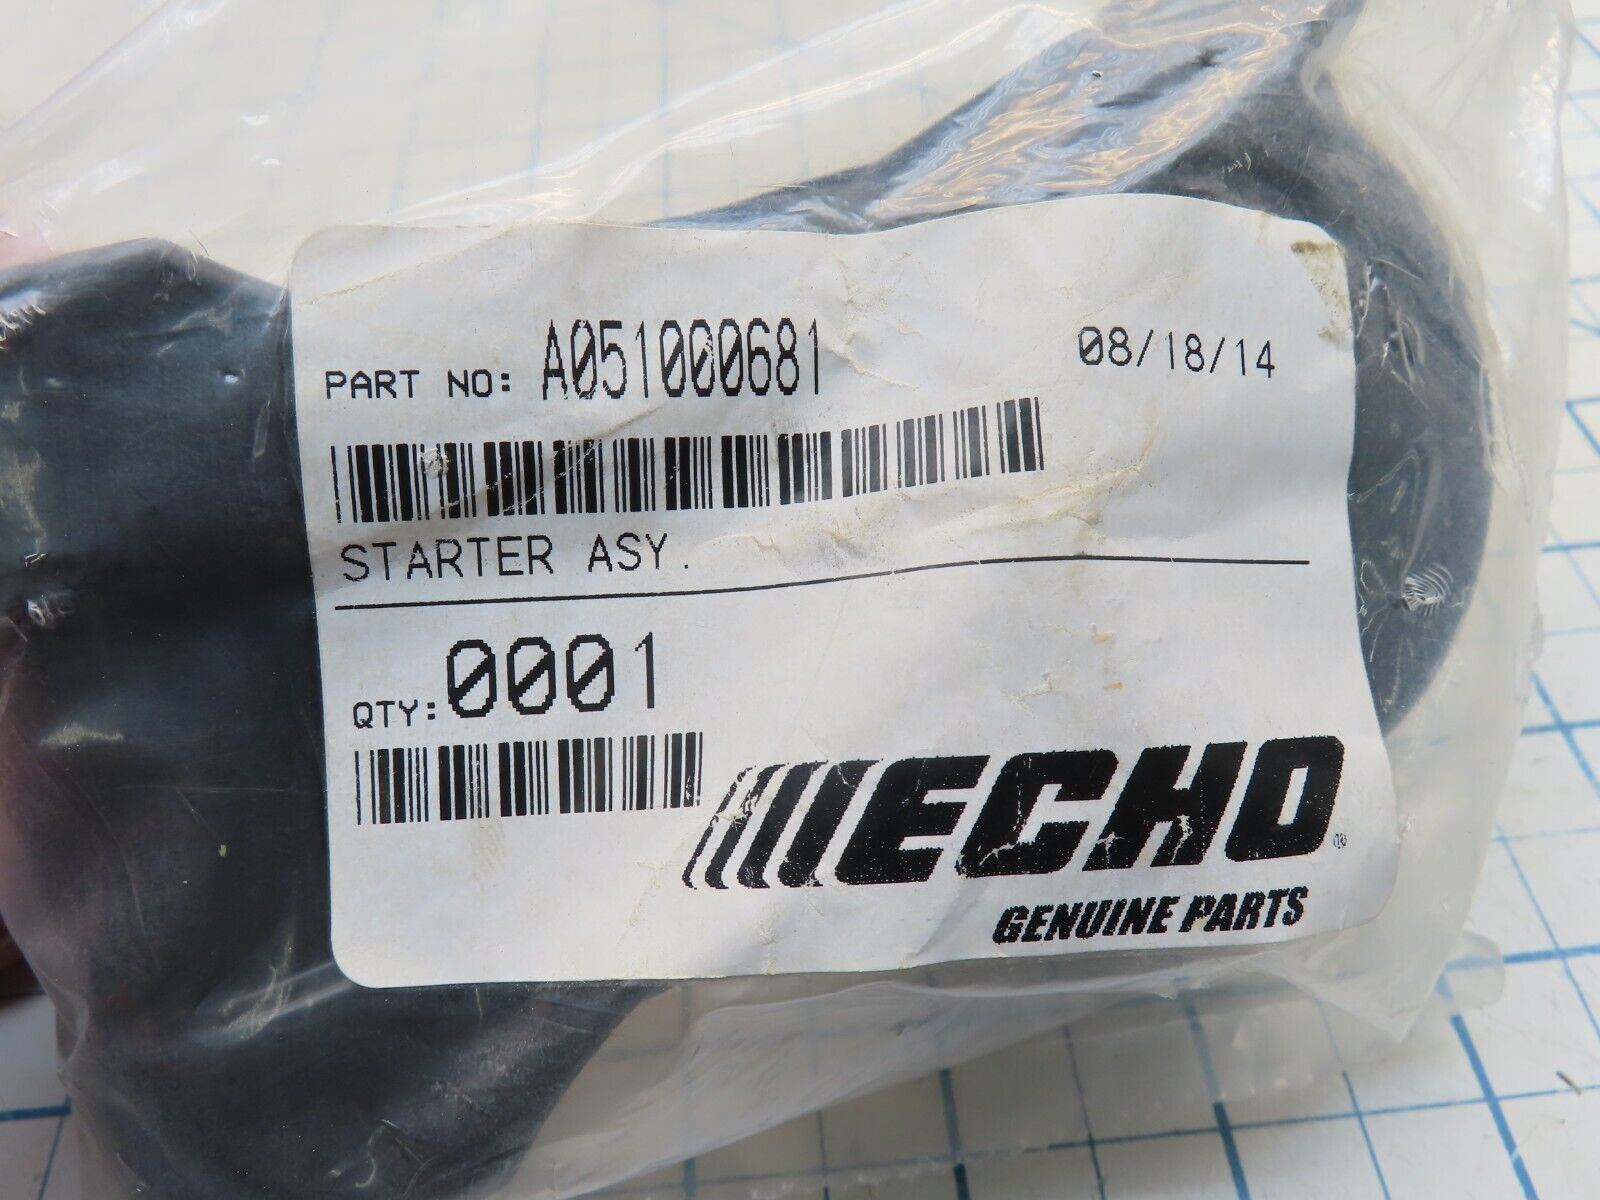 PART NO: A051000681 08/18/14
STARTER ASY.
QTY: 0001
ECHO®
GENUINE PARTS